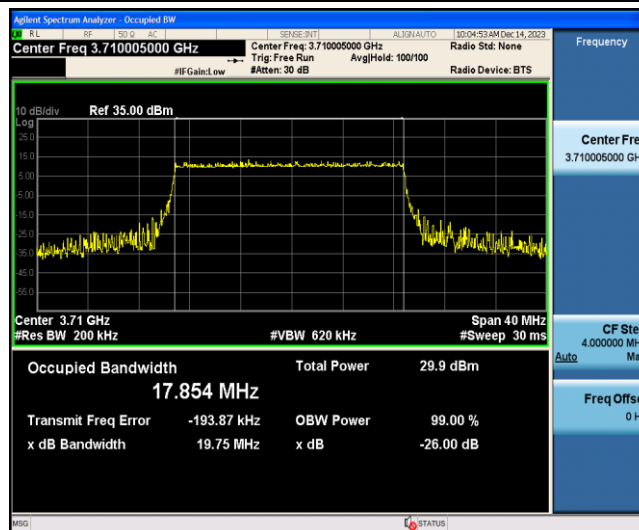 Agilent Spectrum Analyzer - Occupied BW
RL RF 50 Ω AC SENSE:INT ALIGN AUTO 10:04:53 AM Dec 14, 2023
Center Freq 3.710005000 GHz
Center Freq: 3.710005000 GHz Radio Std: None
Trig: Free Run Avg|Hold: 100/100
#IFGain:Low #Atten: 30 dB Radio Device: BTS
Frequency
10 dB/div Ref 35.00 dBm
Log
25.0
15.0
5.00
-5.00
-15.0
-25.0
-35.0
-45.0
-55.0
Center 3.71 GHz Span 40 MHz
#Res BW 200 kHz #VBW 620 kHz #Sweep 30 ms
Occupied Bandwidth Total Power 29.9 dBm
17.854 MHz
Transmit Freq Error -193.87 kHz OBW Power 99.00 %
x dB Bandwidth 19.75 MHz x dB -26.00 dB
Center Fre
3.710005000 GH
CF Ste
4.000000 MH
Auto Ma
Freq Offse
0 H
MSG STATUS